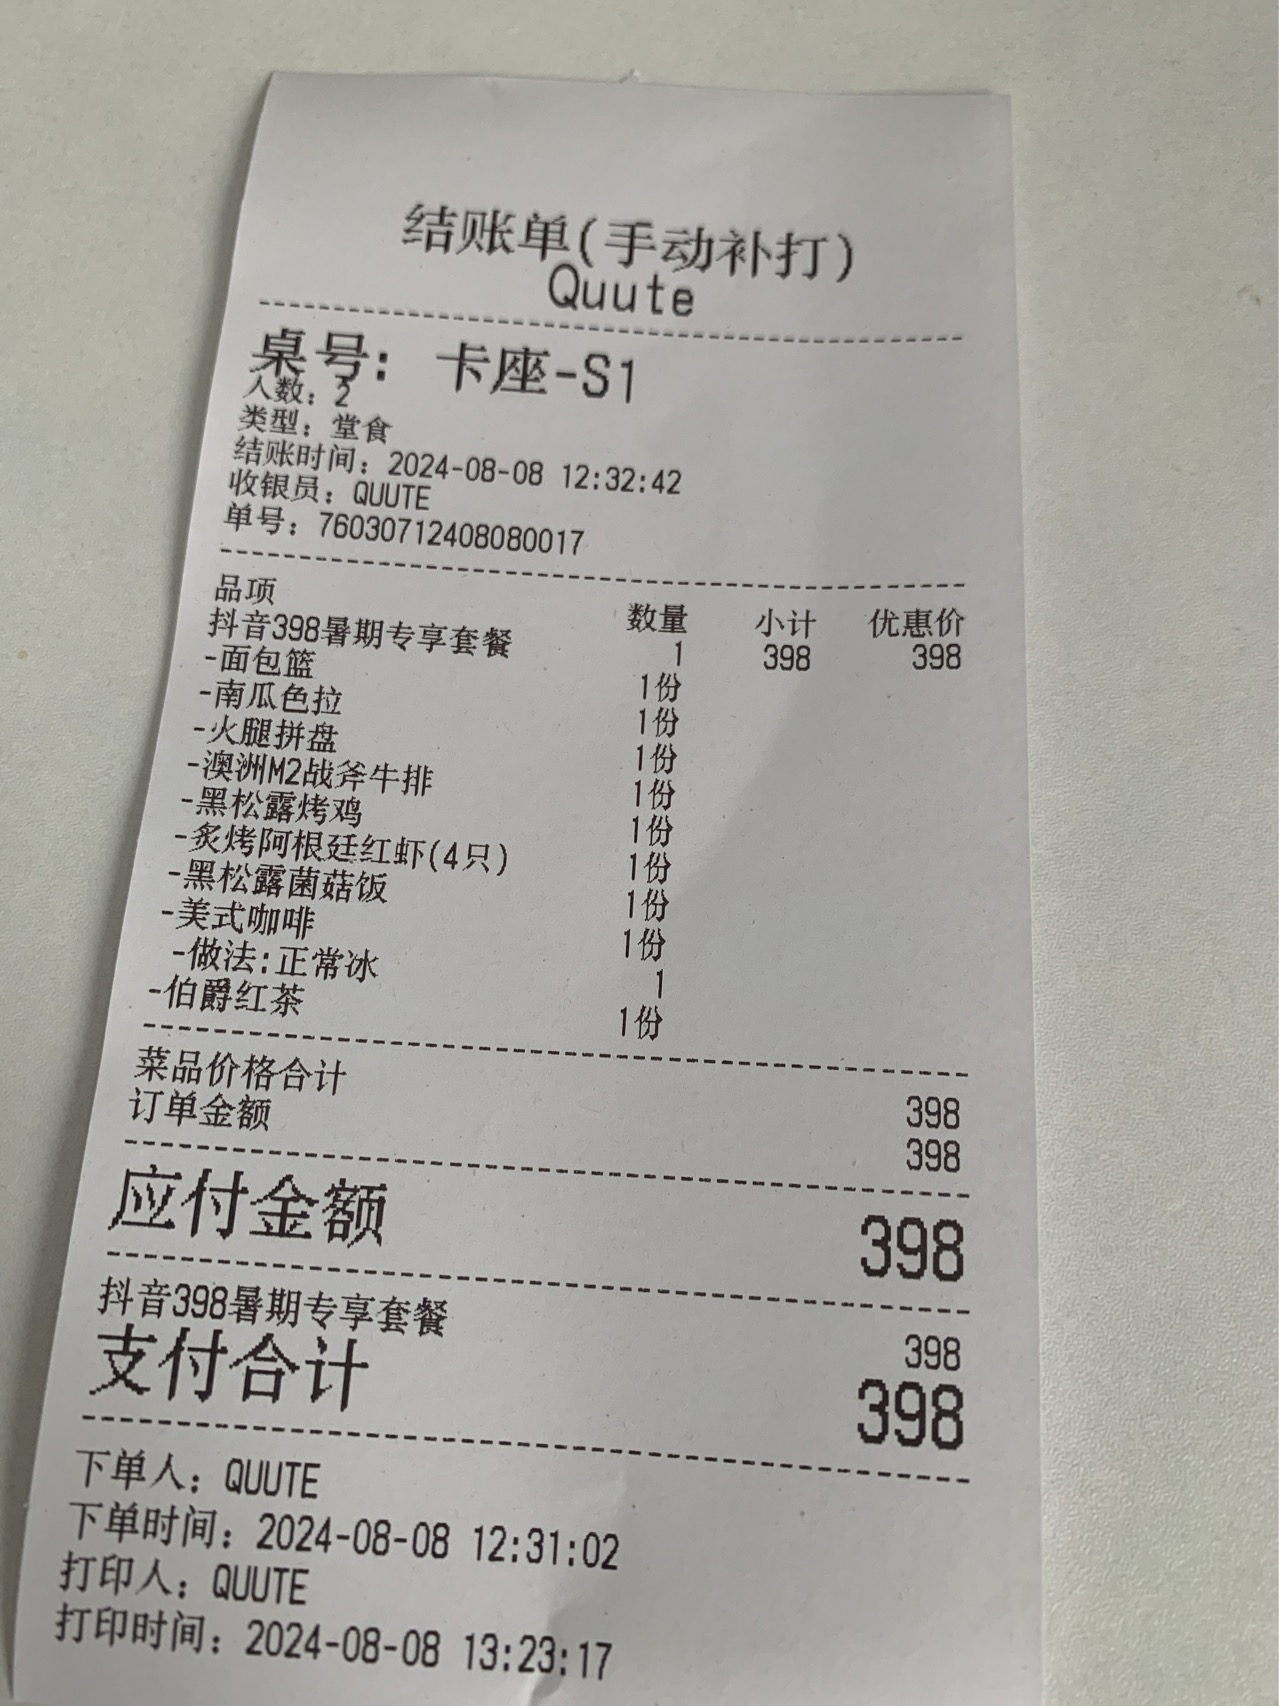 结账单(手动补打)
Quute
桌号: 卡座-S1
人数: 2
类型: 堂食
结账时间: 2024-08-08 12:32:42
收银员: QUUTE
单号: 76030712408080017
品项 数量 小计 优惠价
抖音398暑期专享套餐 1 398 398
-面包篮 1份
-南瓜色拉 1份
-火腿拼盘 1份
-澳洲M2战斧牛排 1份
-黑松露烤鸡 1份
-炙烤阿根廷红虾(4只) 1份
-黑松露菌菇饭 1份
-美式咖啡 1份
-做法:正常冰 1
-伯爵红茶 1份
菜品价格合计 398
订单金额 398
应付金额 398
抖音398暑期专享套餐 398
支付合计 398
下单人: QUUTE
下单时间: 2024-08-08 12:31:02
打印人: QUUTE
打印时间: 2024-08-08 13:23:17